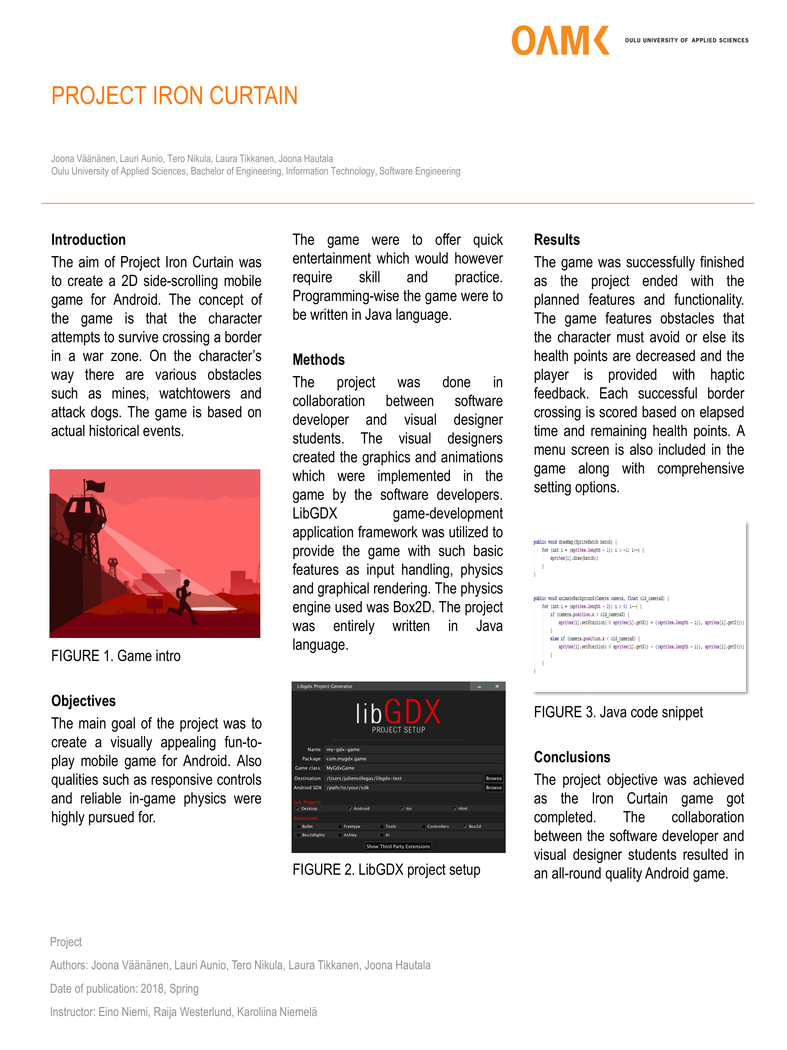 OAMK
OULU UNIVERSITY OF APPLIED SCIENCES
PROJECT IRON CURTAIN
Joona Väänänen, Lauri Aunio, Tero Nikula, Laura Tikkanen, Joona Hautala
Oulu University of Applied Sciences, Bachelor of Engineering, Information Technology, Software Engineering
Introduction
The aim of Project Iron Curtain was
to create a 2D side-scrolling mobile
game for Android. The concept of
the game is that the character
attempts to survive crossing a border
in a war zone. On the character's
way there are various obstacles
such as mines, watchtowers and
attack dogs. The game is based on
actual historical events.
FIGURE 1. Game intro
Objectives
The main goal of the project was to
create a visually appealing fun-to-
play mobile game for Android. Also
qualities such as responsive controls
and reliable in-game physics were
highly pursued for.
The game were to offer quick
entertainment which would however
require skill and practice.
Programming-wise the game were to
be written in Java language.
Methods
The project was done in
collaboration between software
developer and visual designer
students. The visual designers
created the graphics and animations
which were implemented in the
game by the software developers.
LibGDX game-development
application framework was utilized to
provide the game with such basic
features as input handling, physics
and graphical rendering. The physics
engine used was Box2D. The project
was entirely written in Java
language.
Libgdx Project Generator
libGDX
PROJECT SETUP
Name: my-gdx-game
Package: com.mygdx.game
Game class: MyGdxGame
Destination: /Users/julienvillegas/libgdx-test Browse
Android SDK: /path/to/your/sdk Browse
Sub Projects
Desktop Android Ios Html
Extensions
Bullet Freetype Tools Controllers Box2d
Box2dlights Ashley Ai
Show Third Party Extensions
FIGURE 2. LibGDX project setup
Results
The game was successfully finished
as the project ended with the
planned features and functionality.
The game features obstacles that
the character must avoid or else its
health points are decreased and the
player is provided with haptic
feedback. Each successful border
crossing is scored based on elapsed
time and remaining health points. A
menu screen is also included in the
game along with comprehensive
setting options.
public void drawMap(SpriteBatch batch) {
for (int i = (sprites.length - 1); i > -1; i--) {
sprites[i].draw(batch);
}
}
public void animateBackground(Camera camera, float old_cameraX) {
for (int i = (sprites.length - 2); i > 0; i--) {
if (camera.position.x > old_cameraX) {
sprites[i].setPosition( sprites[i].getX() + ((sprites.length - i)), sprites[i].getY());
}
else if (camera.position.x < old_cameraX) {
sprites[i].setPosition( sprites[i].getX() - ((sprites.length - i)), sprites[i].getY());
}
}
}
FIGURE 3. Java code snippet
Conclusions
The project objective was achieved
as the Iron Curtain game got
completed. The collaboration
between the software developer and
visual designer students resulted in
an all-round quality Android game.
Project
Authors: Joona Väänänen, Lauri Aunio, Tero Nikula, Laura Tikkanen, Joona Hautala
Date of publication: 2018, Spring
Instructor: Eino Niemi, Raija Westerlund, Karoliina Niemelä